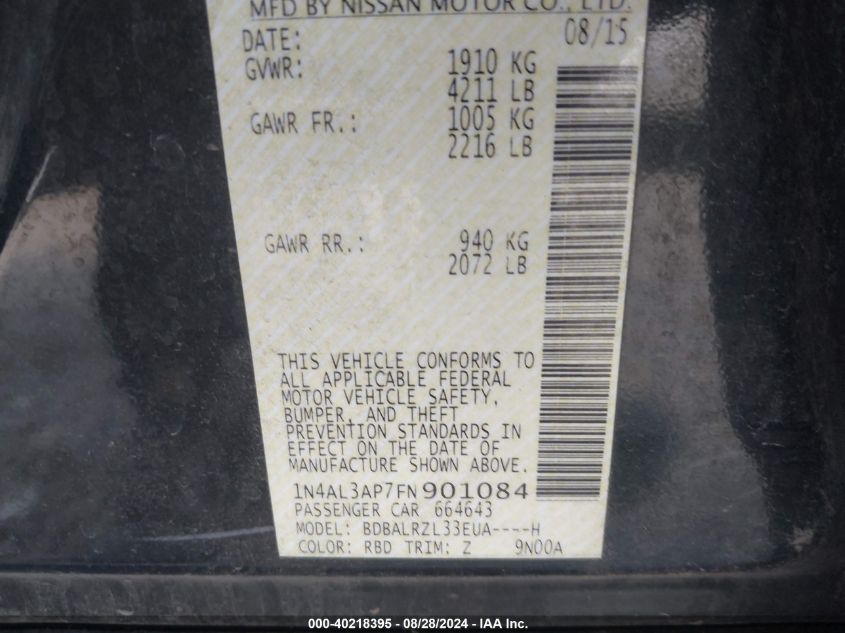 MFD BY NISSAN MOTOR CO., LTD.
DATE: 08/15
GVWR: 1910 KG
4211 LB
GAWR FR.: 1005 KG
2216 LB
GAWR RR.: 940 KG
2072 LB
THIS VEHICLE CONFORMS TO
ALL APPLICABLE FEDERAL
MOTOR VEHICLE SAFETY,
BUMPER, AND THEFT
PREVENTION STANDARDS IN
EFFECT ON THE DATE OF
MANUFACTURE SHOWN ABOVE.
1N4AL3AP7FN901084
PASSENGER CAR 664643
MODEL: BDBALRZL33EUA----H
COLOR: RBD TRIM: Z 9N00A
000-40218395 - 08/28/2024 - IAA Inc.